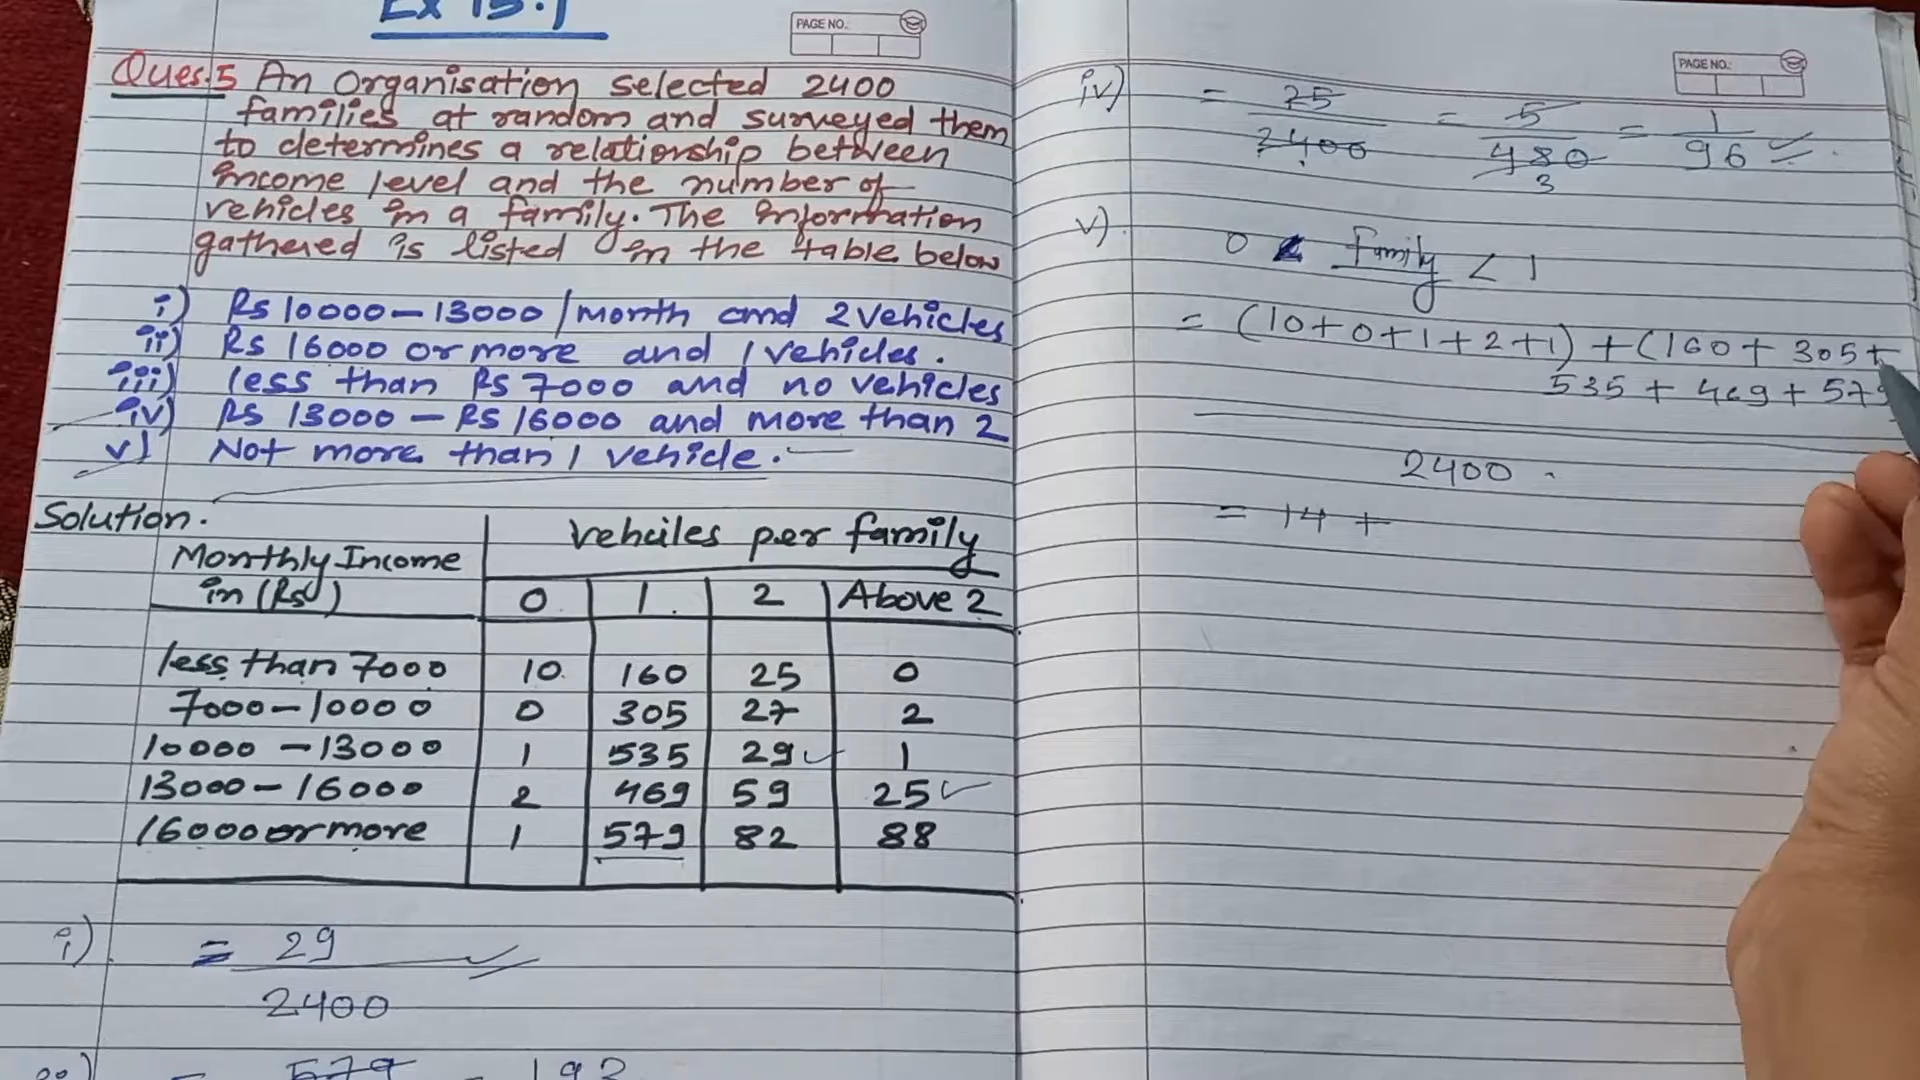 Ex 15.1
PAGE NO.
Ques.5 An Organisation selected 2400
families at random and surveyed them
to determines a relationship between
income level and the number of
vehicles in a family. The information
gathered is listed in the table below
i) Rs 10000-13000/month and 2 vehicles
ii) Rs 16000 or more and 1 vehicles.
iii) less than Rs 7000 and no vehicles
iv) Rs 13000 - Rs 16000 and more than 2
v) Not more than 1 vehicle.
Solution.
Monthly Income in (Rs) vehciles per family
0 1. 2 Above 2
less than 7000 10 160 25 0
7000-10000 0 305 27 2
10000-13000 1 535 29 1
13000-16000 2 469 59 25
16000 or more 1 579 82 88
i) = 29
2400
= 579 = 193
PAGE NO.
iv) = 25 = 5 = 1
2400 480 96
3
v).
0 Family < 1
= (10+0+1+2+1) + (160 + 305+
535 + 469 + 579
2400
= 14 +